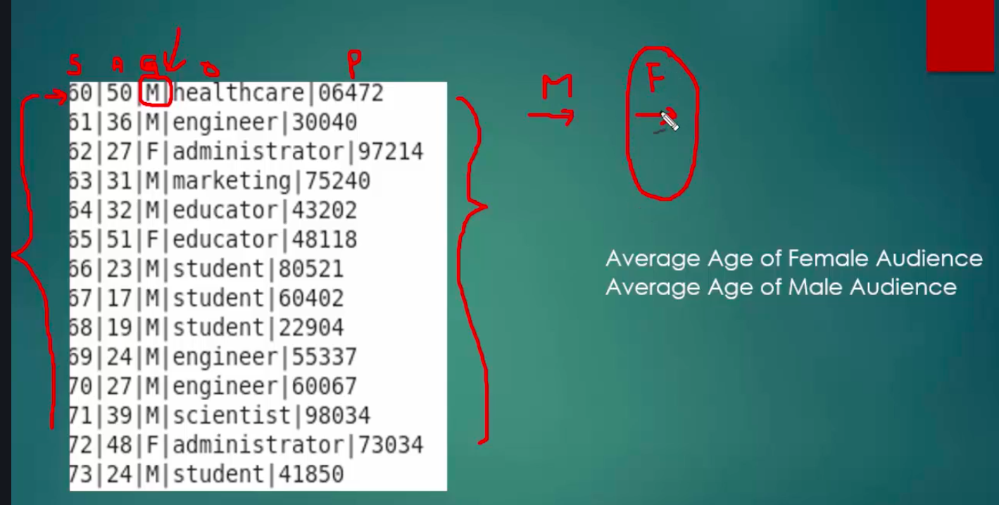 S A G O P
60|50|M|healthcare|06472
61|36|M|engineer|30040
62|27|F|administrator|97214
63|31|M|marketing|75240
64|32|M|educator|43202
65|51|F|educator|48118
66|23|M|student|80521
67|17|M|student|60402
68|19|M|student|22904
69|24|M|engineer|55337
70|27|M|engineer|60067
71|39|M|scientist|98034
72|48|F|administrator|73034
73|24|M|student|41850
M F
Average Age of Female Audience
Average Age of Male Audience